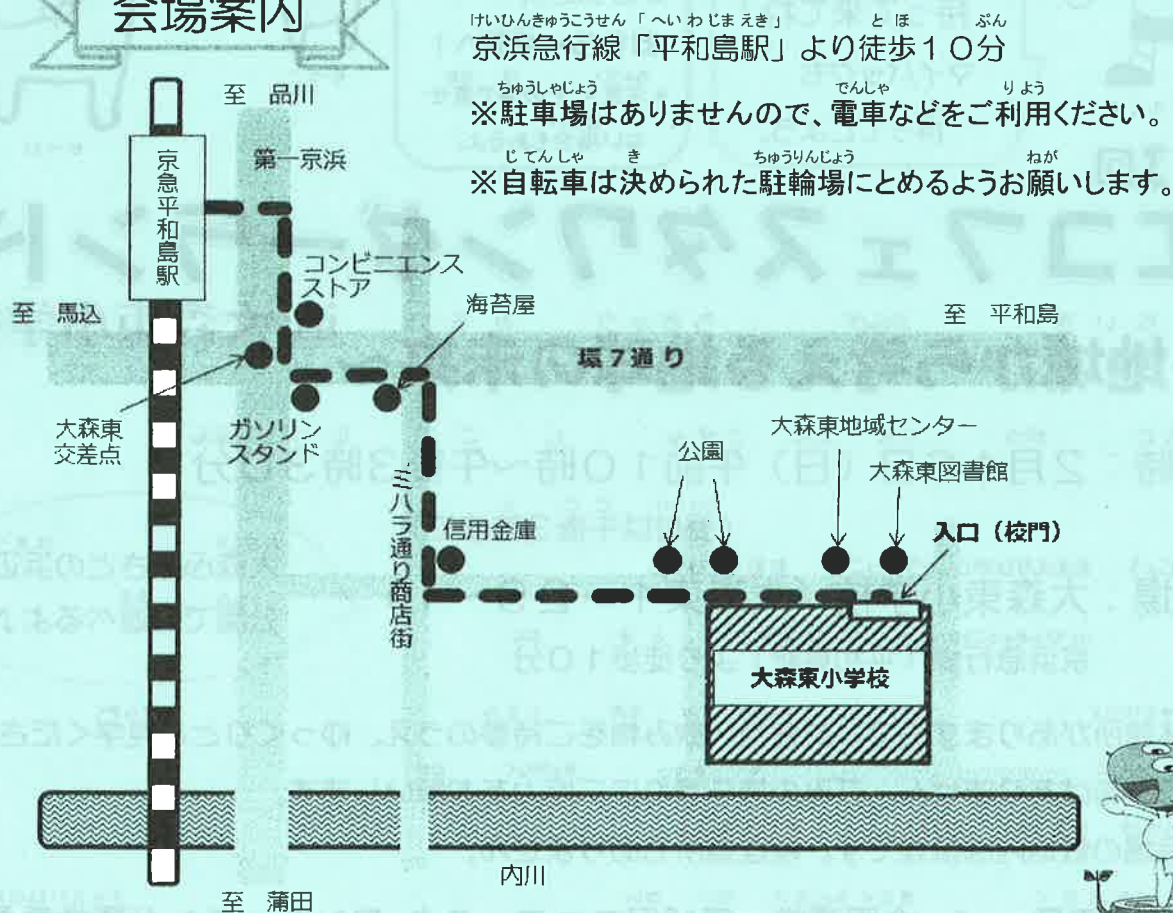 会場案内
けいひんきゅうこうせん「へいわじまえき」 とほ ぷん
京浜急行線「平和島駅」より徒歩10分
ちゅうしゃじょう でんしゃ りよう
※駐車場はありませんので、電車などをご利用ください。
じてんしゃ き ちゅうりんじょう ねが
※自転車は決められた駐輪場にとめるようお願いします。
至 品川
第一京浜
京急平和島駅
コンビニエンス
ストア
海苔屋
至 馬込
至 平和島
環7通り
大森東
交差点
ガソリン
スタンド
ミハラ通り商店街
信用金庫
公園
大森東地域センター
大森東図書館
入口(校門)
大森東小学校
内川
至 蒲田